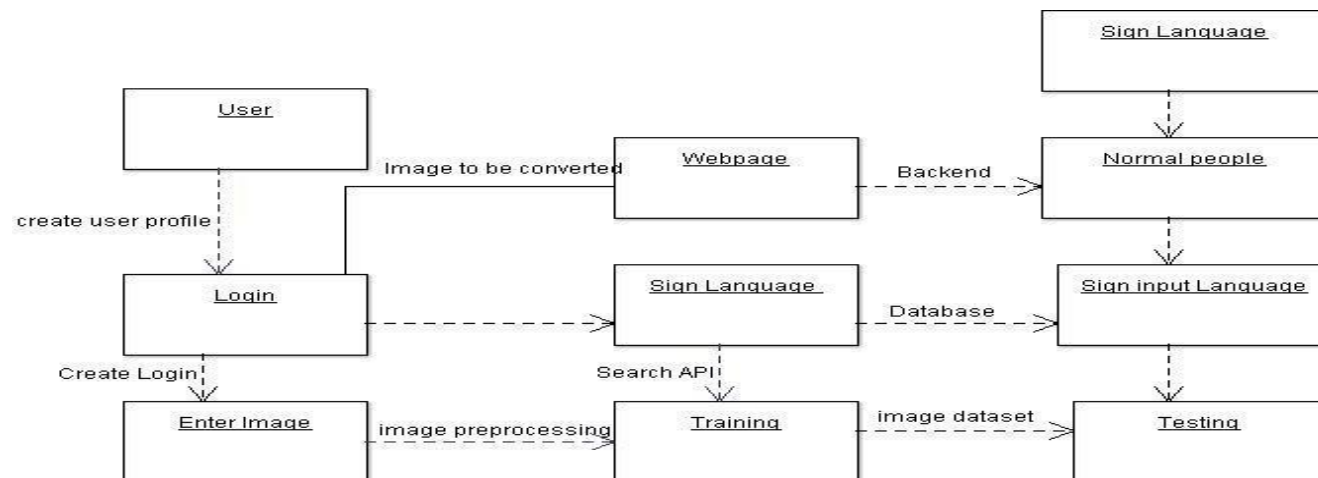 Sign Language
User
Webpage
Normal people
Image to be converted
Backend
create user profile
Login
Sign Language
Sign input Language
Database
Create Login
Search API
Enter Image
image preprocessing
Training
image dataset
Testing